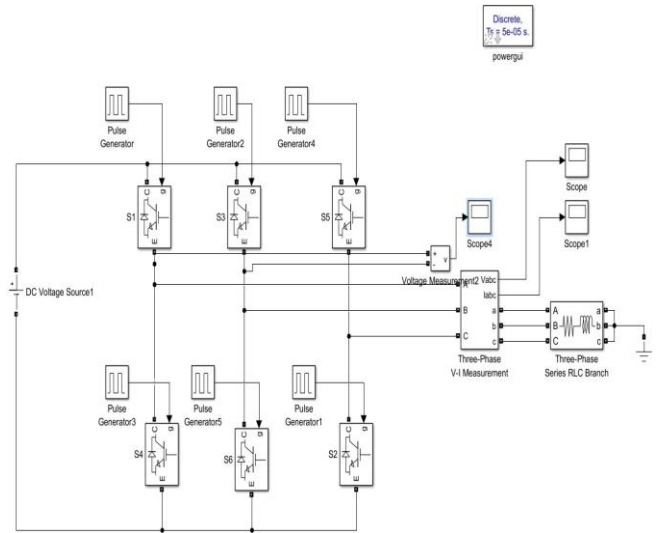 Discrete,
Ts = 5e-05 s.
powergui
Pulse
Generator
Pulse
Generator2
Pulse
Generator4
C
g
S1
E
C
g
S3
E
C
g
S5
E
Scope
Scope4
Scope1
+
-
v
Voltage Measurement2
DC Voltage Source1
+
Vabc
Iabc
A
B
C
a
b
c
A
B
C
a
b
c
Three-Phase
V-I Measurement
Three-Phase
Series RLC Branch
Pulse
Generator3
Pulse
Generator5
Pulse
Generator1
C
g
S4
E
C
g
S6
E
C
g
S2
E